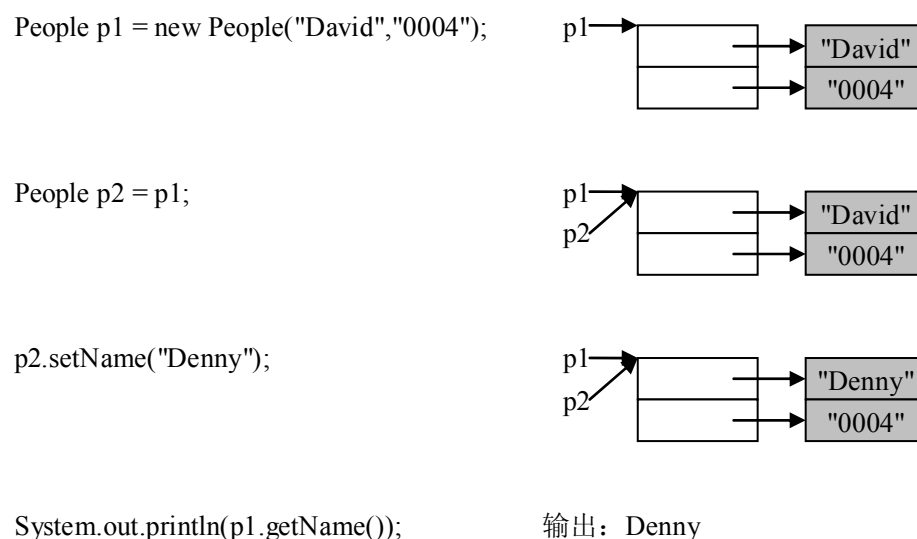 People p1 = new People("David","0004");
p1
"David"
"0004"
People p2 = p1;
p1
p2
"David"
"0004"
p2.setName("Denny");
p1
p2
"Denny"
"0004"
System.out.println(p1.getName());
输出：Denny